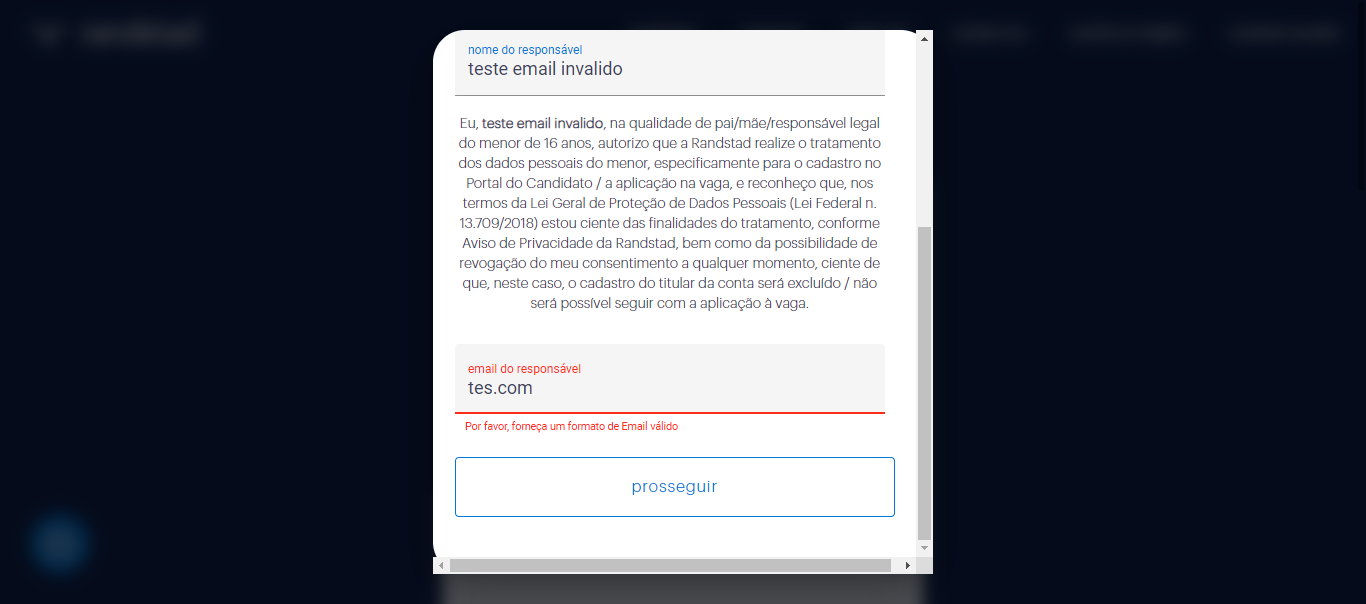 nome do responsável
teste email invalido
Eu, teste email invalido, na qualidade de pai/mãe/responsável legal
do menor de 16 anos, autorizo que a Randstad realize o tratamento
dos dados pessoais do menor, especificamente para o cadastro no
Portal do Candidato / a aplicação na vaga, e reconheço que, nos
termos da Lei Geral de Proteção de Dados Pessoais (Lei Federal n.
13.709/2018) estou ciente das finalidades do tratamento, conforme
Aviso de Privacidade da Randstad, bem como da possibilidade de
revogação do meu consentimento a qualquer momento, ciente de
que, neste caso, o cadastro do titular da conta será excluído / não
será possível seguir com a aplicação à vaga.
email do responsável
tes.com
Por favor, forneça um formato de Email válido
prosseguir